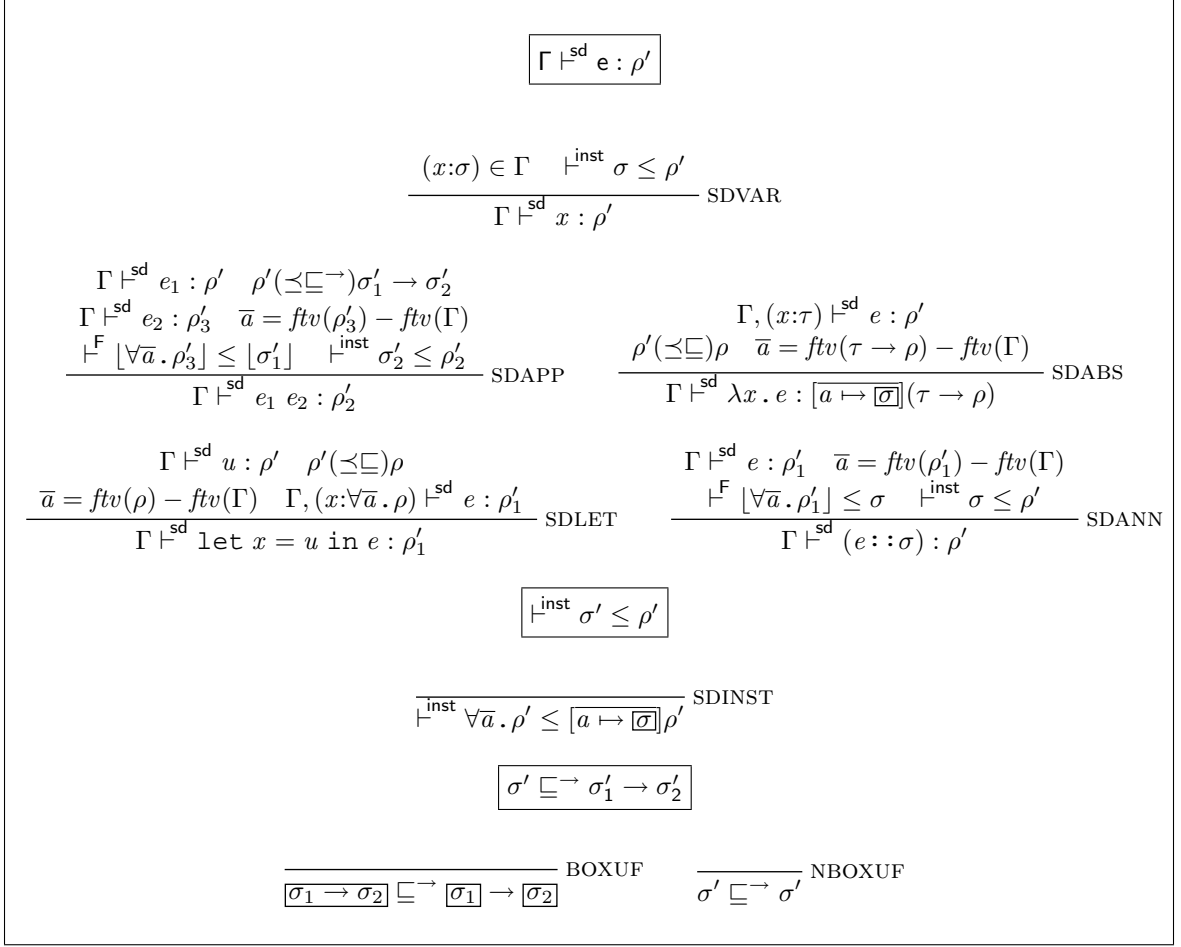 Γ ⊢^sd e : ρ′
(x:σ) ∈ Γ ⊢^inst σ ≤ ρ′
Γ ⊢^sd x : ρ′ SDVAR
Γ ⊢^sd e₁ : ρ′ ρ′(⪯⊑^→)σ′₁ → σ′₂
Γ ⊢^sd e₂ : ρ′₃ a̅ = ftv(ρ′₃) − ftv(Γ)
⊢^F ⌊∀a̅ . ρ′₃⌋ ≤ ⌊σ′₁⌋ ⊢^inst σ′₂ ≤ ρ′₂
Γ ⊢^sd e₁ e₂ : ρ′₂ SDAPP
Γ, (x:τ) ⊢^sd e : ρ′
ρ′(⪯⊑)ρ a̅ = ftv(τ → ρ) − ftv(Γ)
Γ ⊢^sd λx . e : [a ↦ σ](τ → ρ) SDABS
Γ ⊢^sd u : ρ′ ρ′(⪯⊑)ρ
a̅ = ftv(ρ) − ftv(Γ) Γ, (x:∀a̅ . ρ) ⊢^sd e : ρ′₁
Γ ⊢^sd let x = u in e : ρ′₁ SDLET
Γ ⊢^sd e : ρ′₁ a̅ = ftv(ρ′₁) − ftv(Γ)
⊢^F ⌊∀a̅ . ρ′₁⌋ ≤ σ ⊢^inst σ ≤ ρ′
Γ ⊢^sd (e::σ) : ρ′ SDANN
⊢^inst σ′ ≤ ρ′
⊢^inst ∀a̅ . ρ′ ≤ [a ↦ σ]ρ′ SDINST
σ′ ⊑^→ σ′₁ → σ′₂
σ₁ → σ₂ ⊑^→ σ₁ → σ₂ BOXUF
σ′ ⊑^→ σ′ NBOXUF